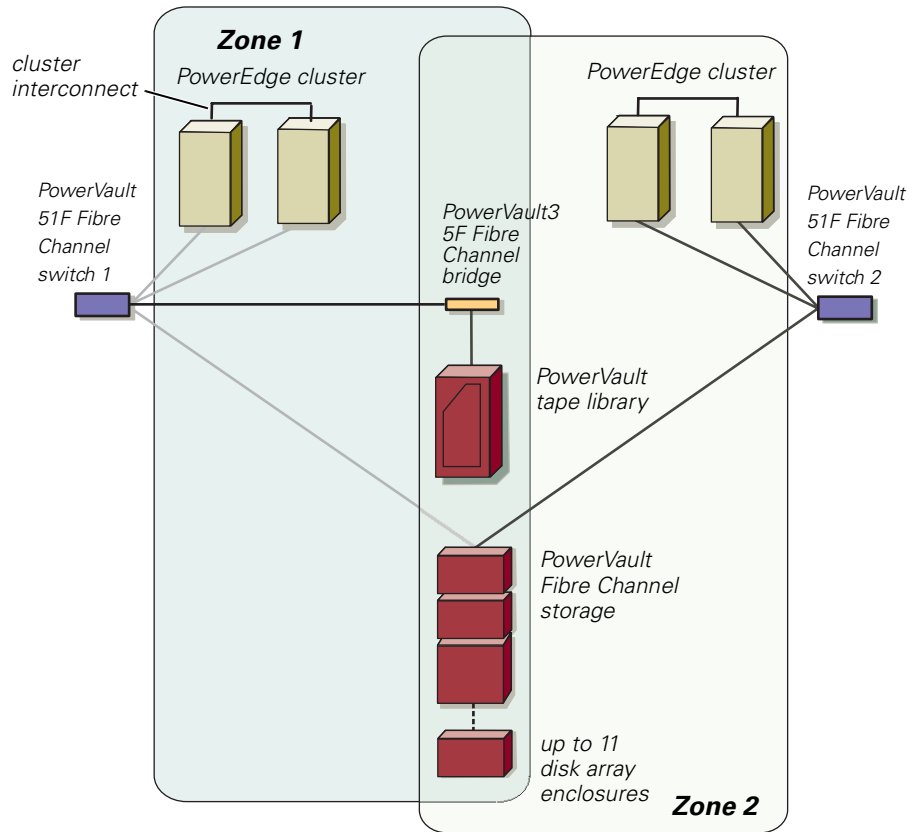 Zone 1
cluster
interconnect
PowerEdge cluster
PowerEdge cluster
PowerVault
51F Fibre
Channel
switch 1
PowerVault3
5F Fibre
Channel
bridge
PowerVault
51F Fibre
Channel
switch 2
PowerVault
tape library
PowerVault
Fibre Channel
storage
up to 11
disk array
enclosures
Zone 2